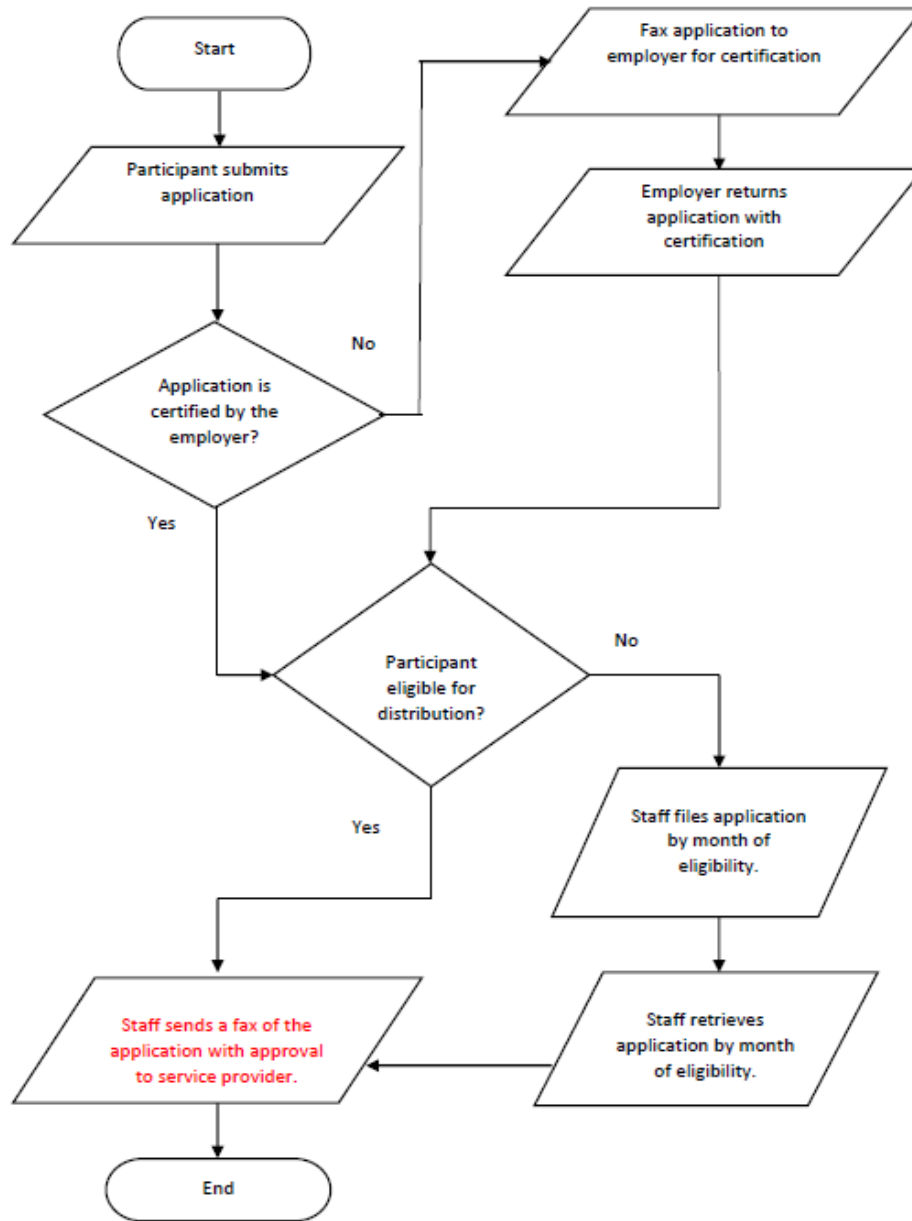 Start
Participant submits
application
Application is
certified by the
employer?
No
Fax application to
employer for certification
Employer returns
application with
certification
Yes
Participant
eligible for
distribution?
No
Staff files application
by month of
eligibility.
Staff retrieves
application by month
of eligibility.
Yes
Staff sends a fax of the
application with approval
to service provider.
End